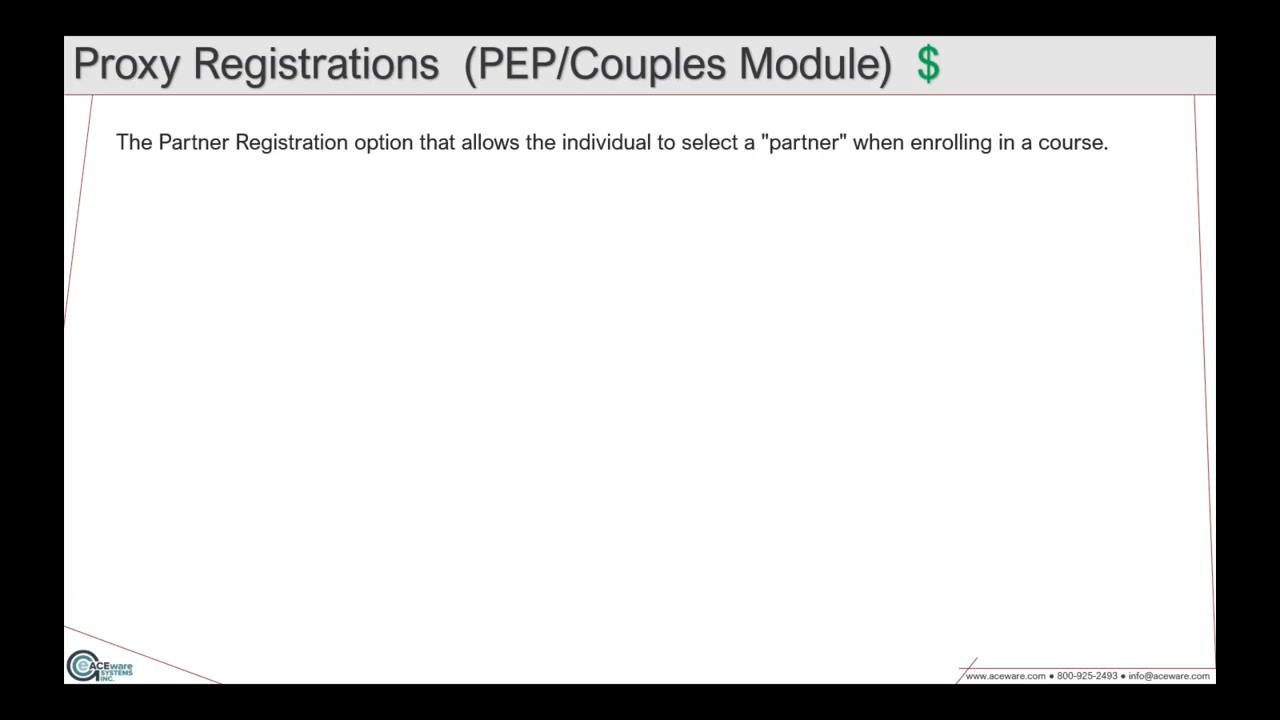 Proxy Registrations (PEP/Couples Module) $
The Partner Registration option that allows the individual to select a "partner" when enrolling in a course.
eACEware
SYSTEMS
INC.
www.aceware.com ● 800-925-2493 ● info@aceware.com